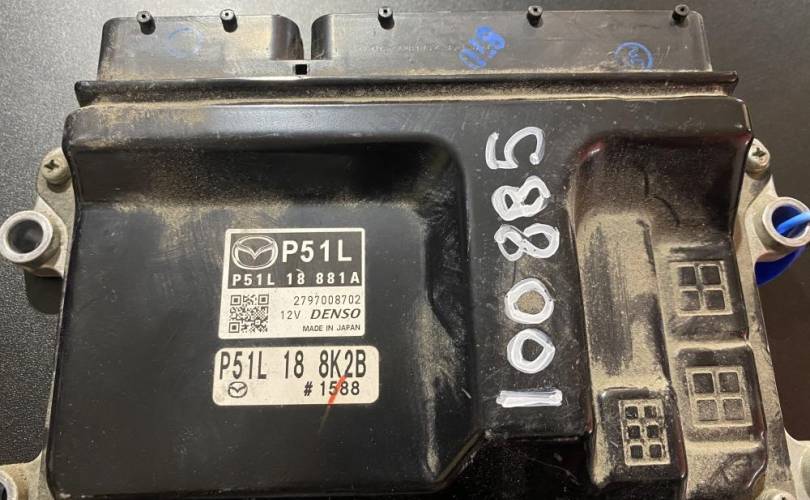 P51L
P51L 18 881A
2797008702
12V DENSO
MADE IN JAPAN
P51L 18 8K2B
#1588
100885